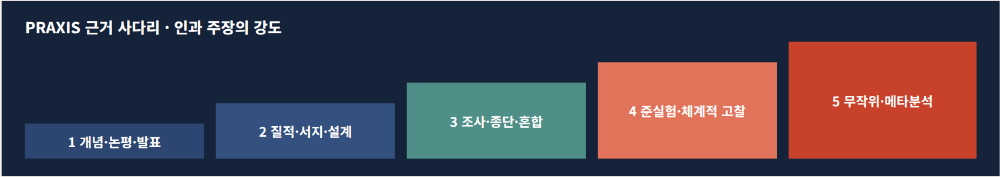 PRAXIS 근거 사다리 · 인과 주장의 강도
1 개념·논평·발표
2 질적·서지·설계
3 조사·종단·혼합
4 준실험·체계적 고찰
5 무작위·메타분석